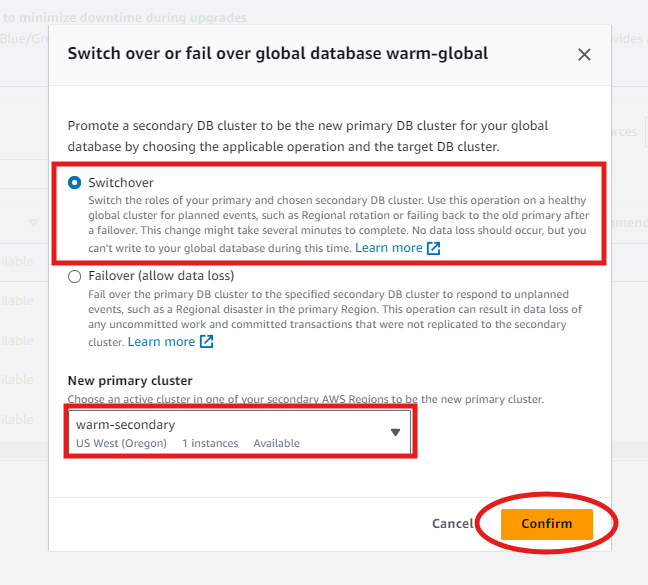 to minimize downtime during upgrades
Blue/Gre
vides a
Switch over or fail over global database warm-global
Promote a secondary DB cluster to be the new primary DB cluster for your global
database by choosing the applicable operation and the target DB cluster.
Switchover
Switch the roles of your primary and chosen secondary DB cluster. Use this operation on a healthy
global cluster for planned events, such as Regional rotation or failing back to the old primary after
a failover. This change might take several minutes to complete. No data loss should occur, but you
can't write to your global database during this time. Learn more
Failover (allow data loss)
Fail over the primary DB cluster to the specified secondary DB cluster to respond to unplanned
events, such as a Regional disaster in the primary Region. This operation can result in data loss of
any uncommitted work and committed transactions that were not replicated to the secondary
cluster. Learn more
New primary cluster
Choose an active cluster in one of your secondary AWS Regions to be the new primary cluster.
warm-secondary
US West (Oregon) 1 instances Available
Cancel Confirm
urces
mmend
ilable
ilable
ilable
ilable
ilable